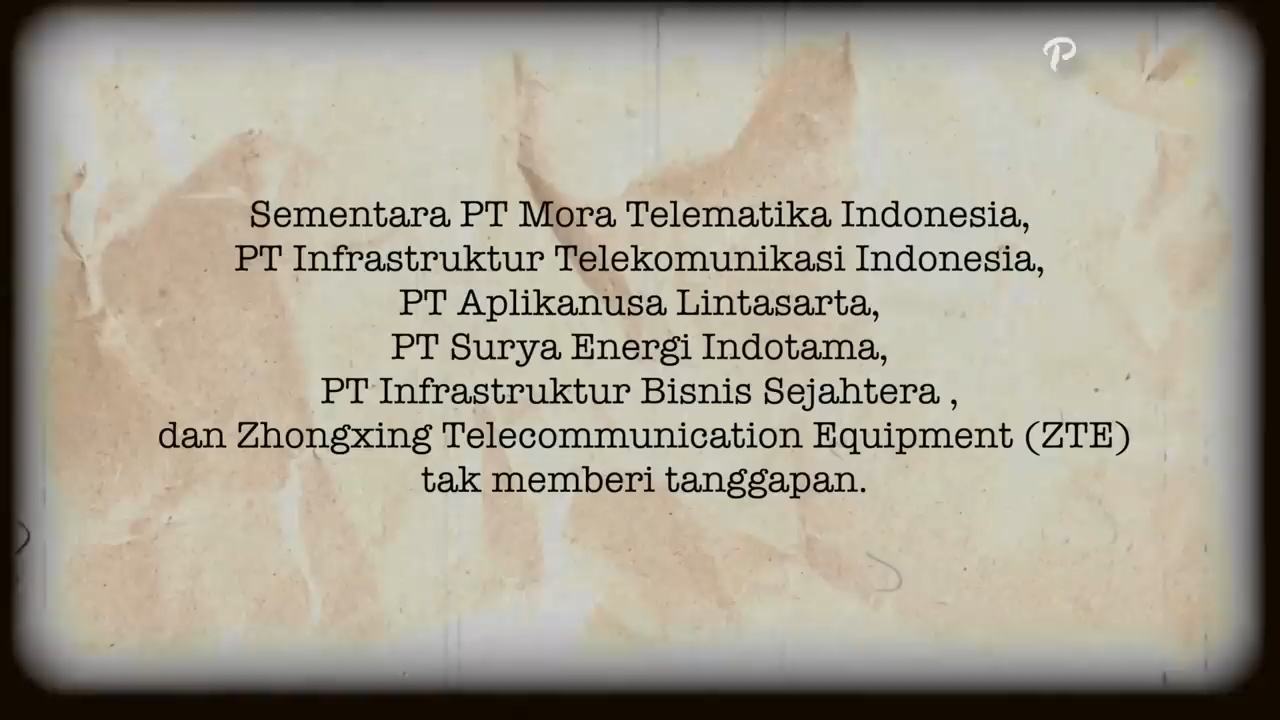 P
Sementara PT Mora Telematika Indonesia,
PT Infrastruktur Telekomunikasi Indonesia,
PT Aplikanusa Lintasarta,
PT Surya Energi Indotama,
PT Infrastruktur Bisnis Sejahtera ,
dan Zhongxing Telecommunication Equipment (ZTE)
tak memberi tanggapan.